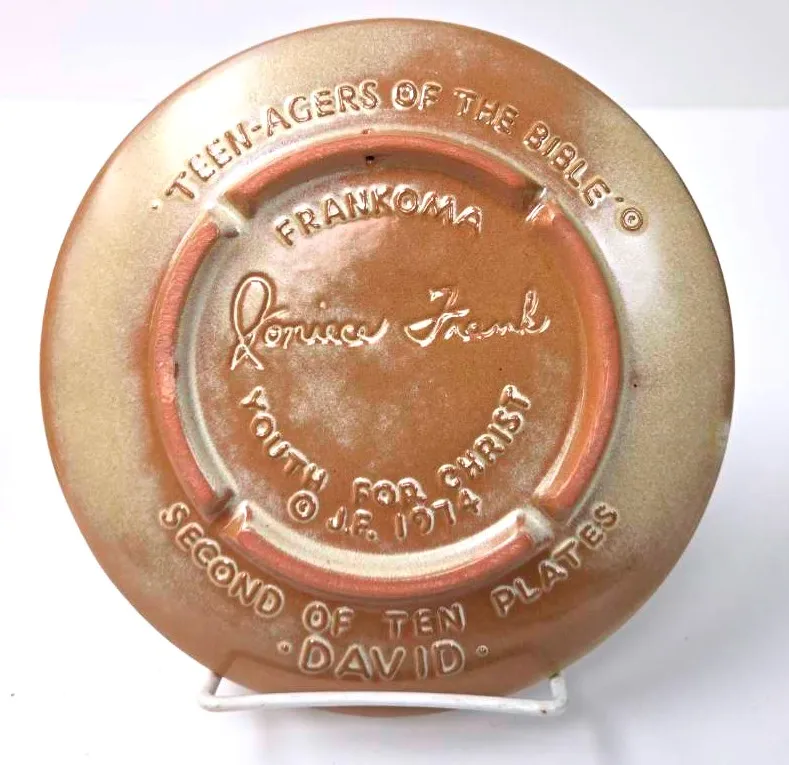 "TEEN-AGERS OF THE BIBLE" ©
FRANKOMA
Joniece Frank
YOUTH FOR CHRIST
© J.F. 1974
SECOND OF TEN PLATES
·DAVID·